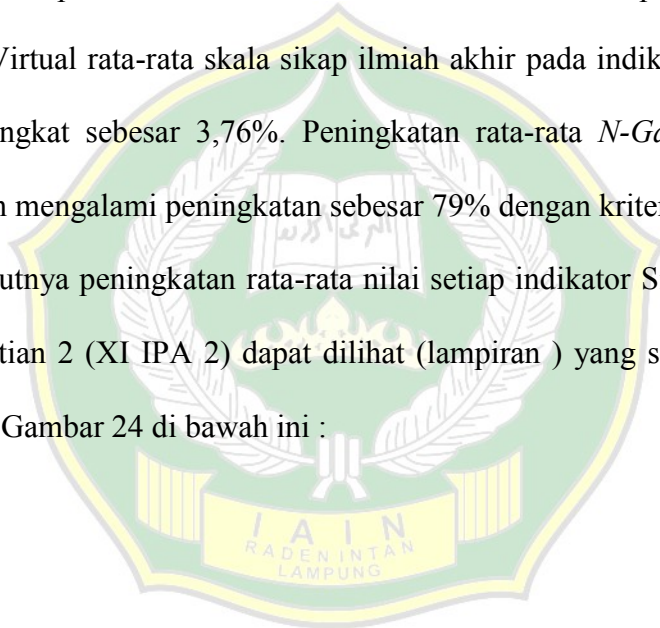 Virtual rata-rata skala sikap ilmiah akhir pada indik
ngkat sebesar 3,76%. Peningkatan rata-rata N-Ga
n mengalami peningkatan sebesar 79% dengan kriter
utnya peningkatan rata-rata nilai setiap indikator S
tian 2 (XI IPA 2) dapat dilihat (lampiran ) yang s
Gambar 24 di bawah ini :
IAIN
RADEN INTAN
LAMPUNG